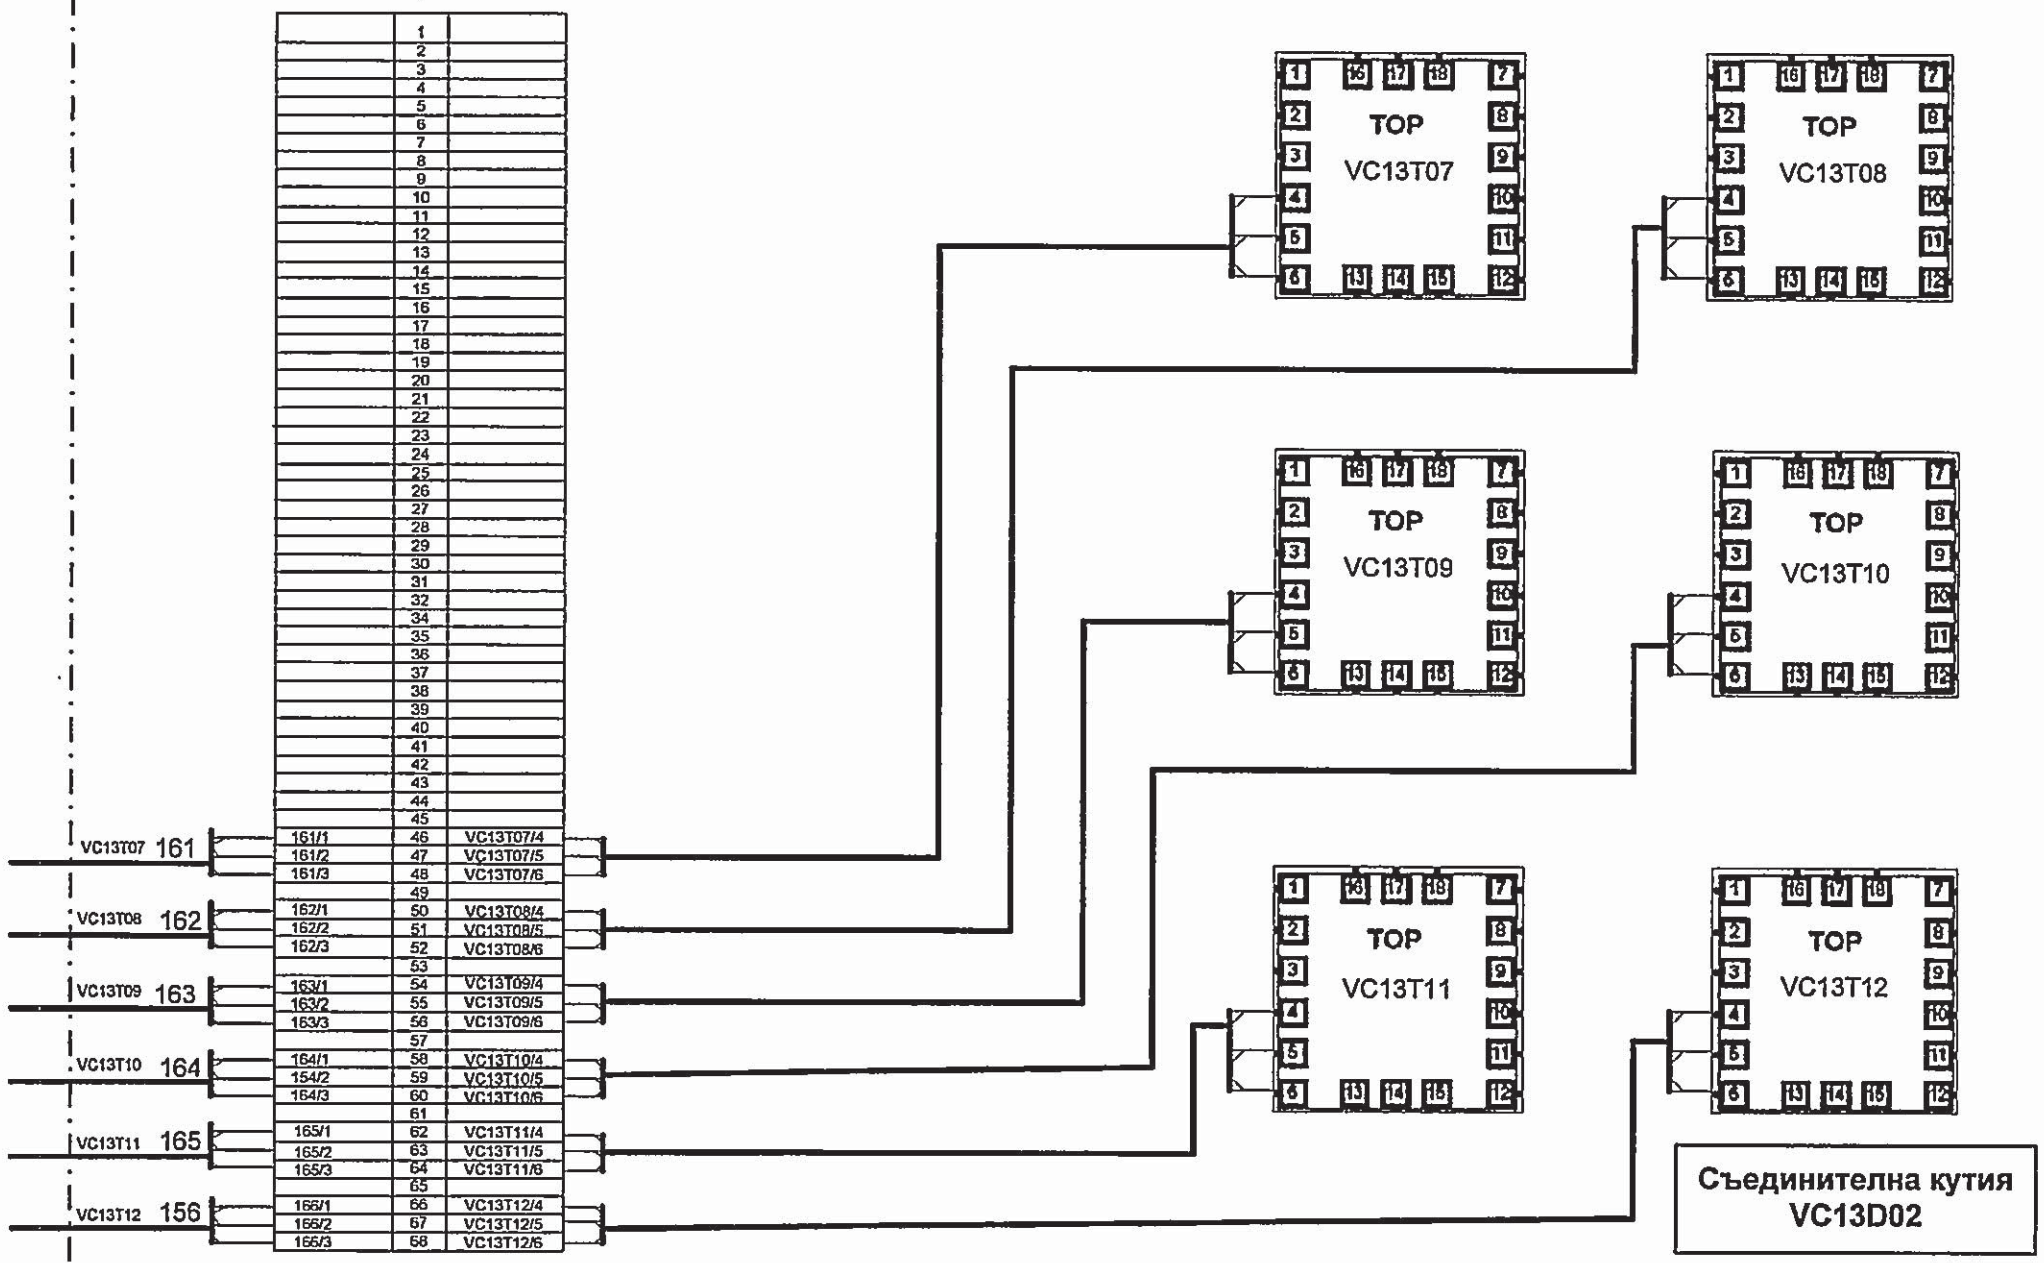 1
2
3
4
5
6
7
8
9
10
11
12
13
14
15
16
17
18
19
20
21
22
23
24
25
26
27
28
29
30
31
32
34
35
36
37
38
39
40
41
42
43
44
45
VC13T07 161
161/1 46 VC13T07/4
161/2 47 VC13T07/5
161/3 48 VC13T07/6
49
VC13T08 162
162/1 50 VC13T08/4
162/2 51 VC13T08/5
162/3 52 VC13T08/6
53
VC13T09 163
163/1 54 VC13T09/4
163/2 55 VC13T09/5
163/3 56 VC13T09/6
57
VC13T10 164
164/1 58 VC13T10/4
154/2 59 VC13T10/5
164/3 60 VC13T10/6
61
VC13T11 165
165/1 62 VC13T11/4
165/2 63 VC13T11/5
165/3 64 VC13T11/6
65
VC13T12 156
166/1 66 VC13T12/4
166/2 67 VC13T12/5
166/3 68 VC13T12/6
1 16 17 18 7
2 TOP 8
3 VC13T07 9
4 10
5 11
6 13 14 15 12
1 16 17 18 7
2 TOP 8
3 VC13T08 9
4 10
5 11
6 13 14 15 12
1 16 17 18 7
2 TOP 8
3 VC13T09 9
4 10
5 11
6 13 14 15 12
1 16 17 18 7
2 TOP 8
3 VC13T10 9
4 10
5 11
6 13 14 15 12
1 16 17 18 7
2 TOP 8
3 VC13T11 9
4 10
5 11
6 13 14 15 12
1 16 17 18 7
2 TOP 8
3 VC13T12 9
4 10
5 11
6 13 14 15 12
Съединителна кутия
VC13D02